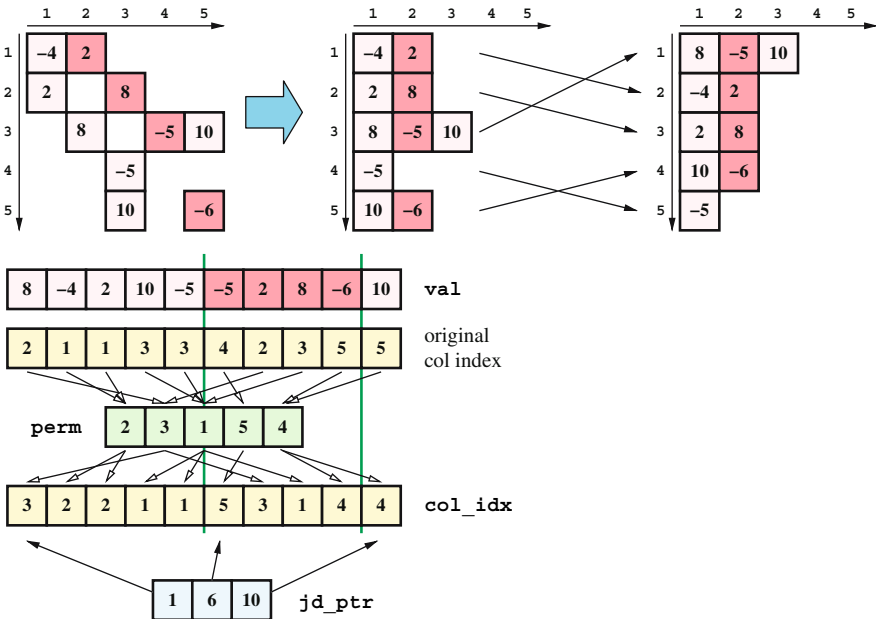 1 2 3 4 5 1 2 3 4 5 1 2 3 4 5
1 −4 2 1 −4 2 1 8 −5 10
2 2 8 2 2 8 2 −4 2
3 8 −5 10 3 8 −5 10 3 2 8
4 −5 4 −5 4 10 −6
5 10 −6 5 10 −6 5 −5
8 −4 2 10 −5 −5 2 8 −6 10 val
2 1 1 3 3 4 2 3 5 5 original
col index
perm 2 3 1 5 4
3 2 2 1 1 5 3 1 4 4 col_idx
1 6 10 jd_ptr